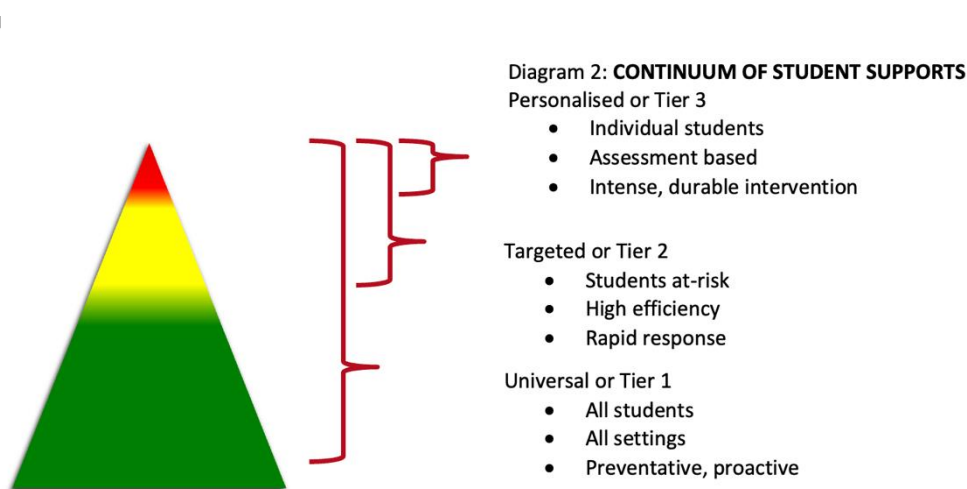 Diagram 2: CONTINUUM OF STUDENT SUPPORTS
Personalised or Tier 3
• Individual students
• Assessment based
• Intense, durable intervention
Targeted or Tier 2
• Students at-risk
• High efficiency
• Rapid response
Universal or Tier 1
• All students
• All settings
• Preventative, proactive